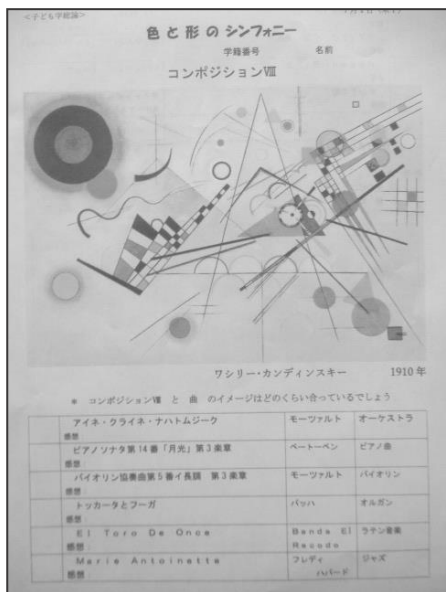 <子ども学総論>
色と形のシンフォニー
学籍番号 名前
コンポジションⅧ
ワシリー・カンディンスキー 1910年
* コンポジションⅧ と 曲 のイメージはどのくらい合っているでしょう
アイネ・クライネ・ナハトムジーク モーツァルト オーケストラ
感想:
ピアノソナタ第14番「月光」第3楽章 ベートーベン ピアノ曲
感想:
バイオリン協奏曲第5番イ長調 第3楽章 モーツァルト バイオリン
感想:
トッカータとフーガ バッハ オルガン
感想:
El Toro De Once Banda El Recodo ラテン音楽
感想:
Marie Antoinette フレディ ハバード ジャズ
感想: